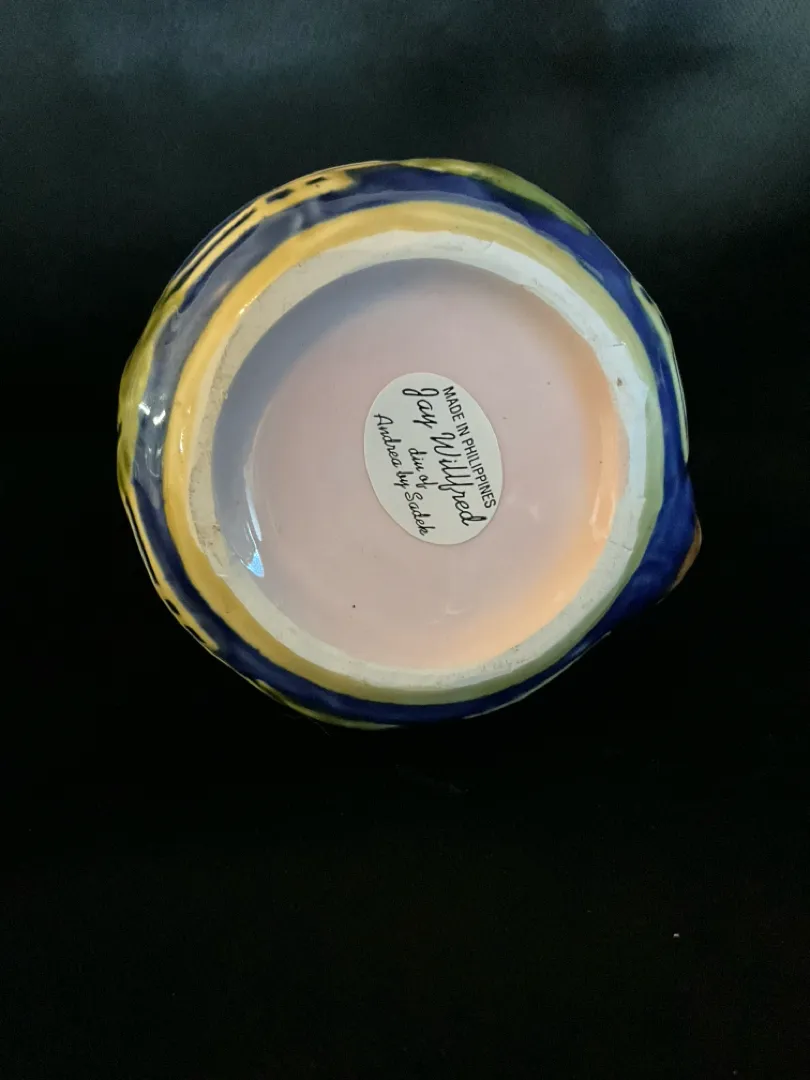 MADE IN PHILIPPINES
Jay Willfred
div of
Andrea by Sadek